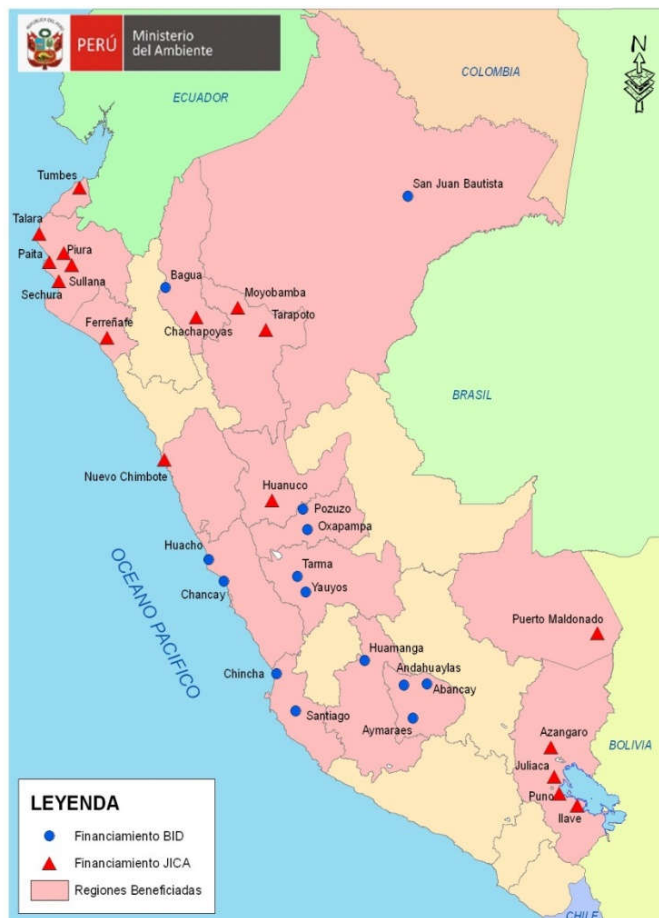 PERÚ
Ministerio
del Ambiente
N
COLOMBIA
ECUADOR
Tumbes
San Juan Bautista
Talara
Piura
Paita
Sullana
Bagua
Sechura
Moyobamba
Ferreñafe
Chachapoyas
Tarapoto
BRASIL
Nuevo Chimbote
Huanuco
Pozuzo
Oxapampa
Huacho
Tarma
Chancay
Yauyos
OCEANO PACIFICO
Puerto Maldonado
Huamanga
Chincha
Andahuaylas
Abancay
Santiago
Aymaraes
Azangaro
BOLIVIA
Juliaca
Puno
Ilave
LEYENDA
Financiamiento BID
Financiamiento JICA
Regiones Beneficiadas
CHILE